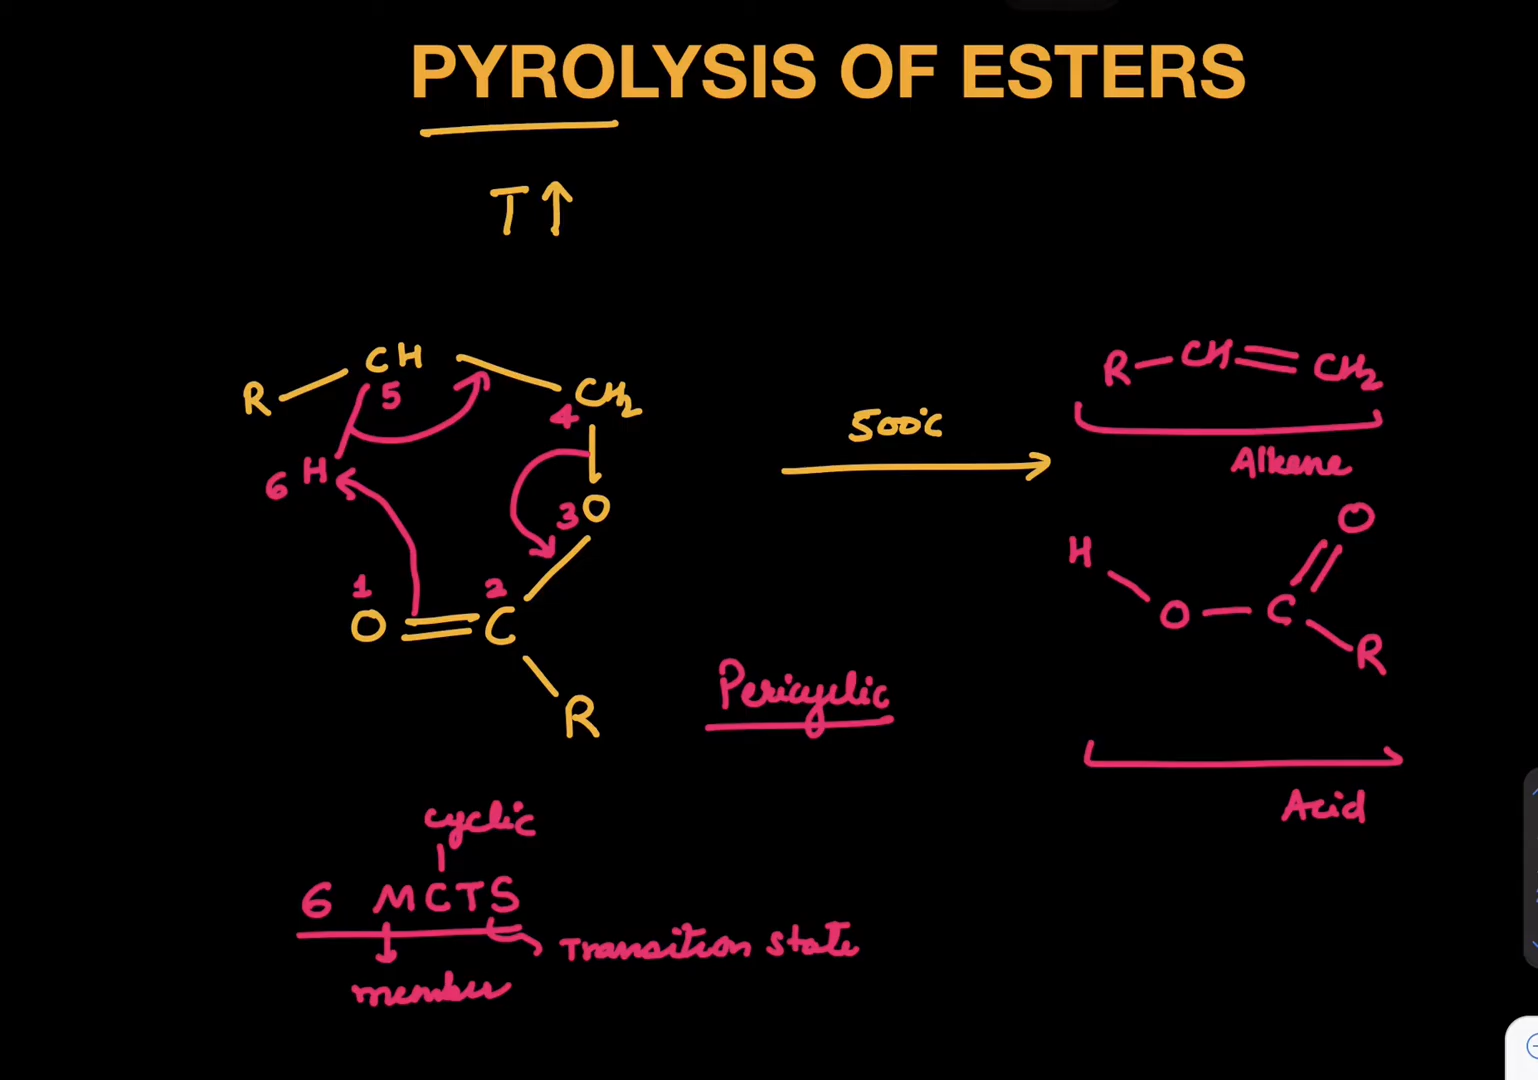 PYROLYSIS OF ESTERS
T↑
R CH CH2
5 4
H
6
3 O
1 2
O C
R
500°C
R CH CH2
Alkene
O
H
O C
R
Acid
Pericyclic
cyclic
6 MCTS
Transition state
member